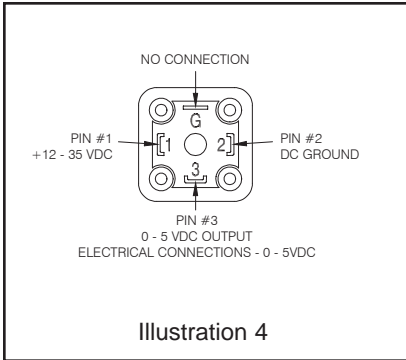 NO CONNECTION
G
PIN #1
+12 - 35 VDC
1
2
PIN #2
DC GROUND
3
PIN #3
0 - 5 VDC OUTPUT
ELECTRICAL CONNECTIONS - 0 - 5VDC
Illustration 4